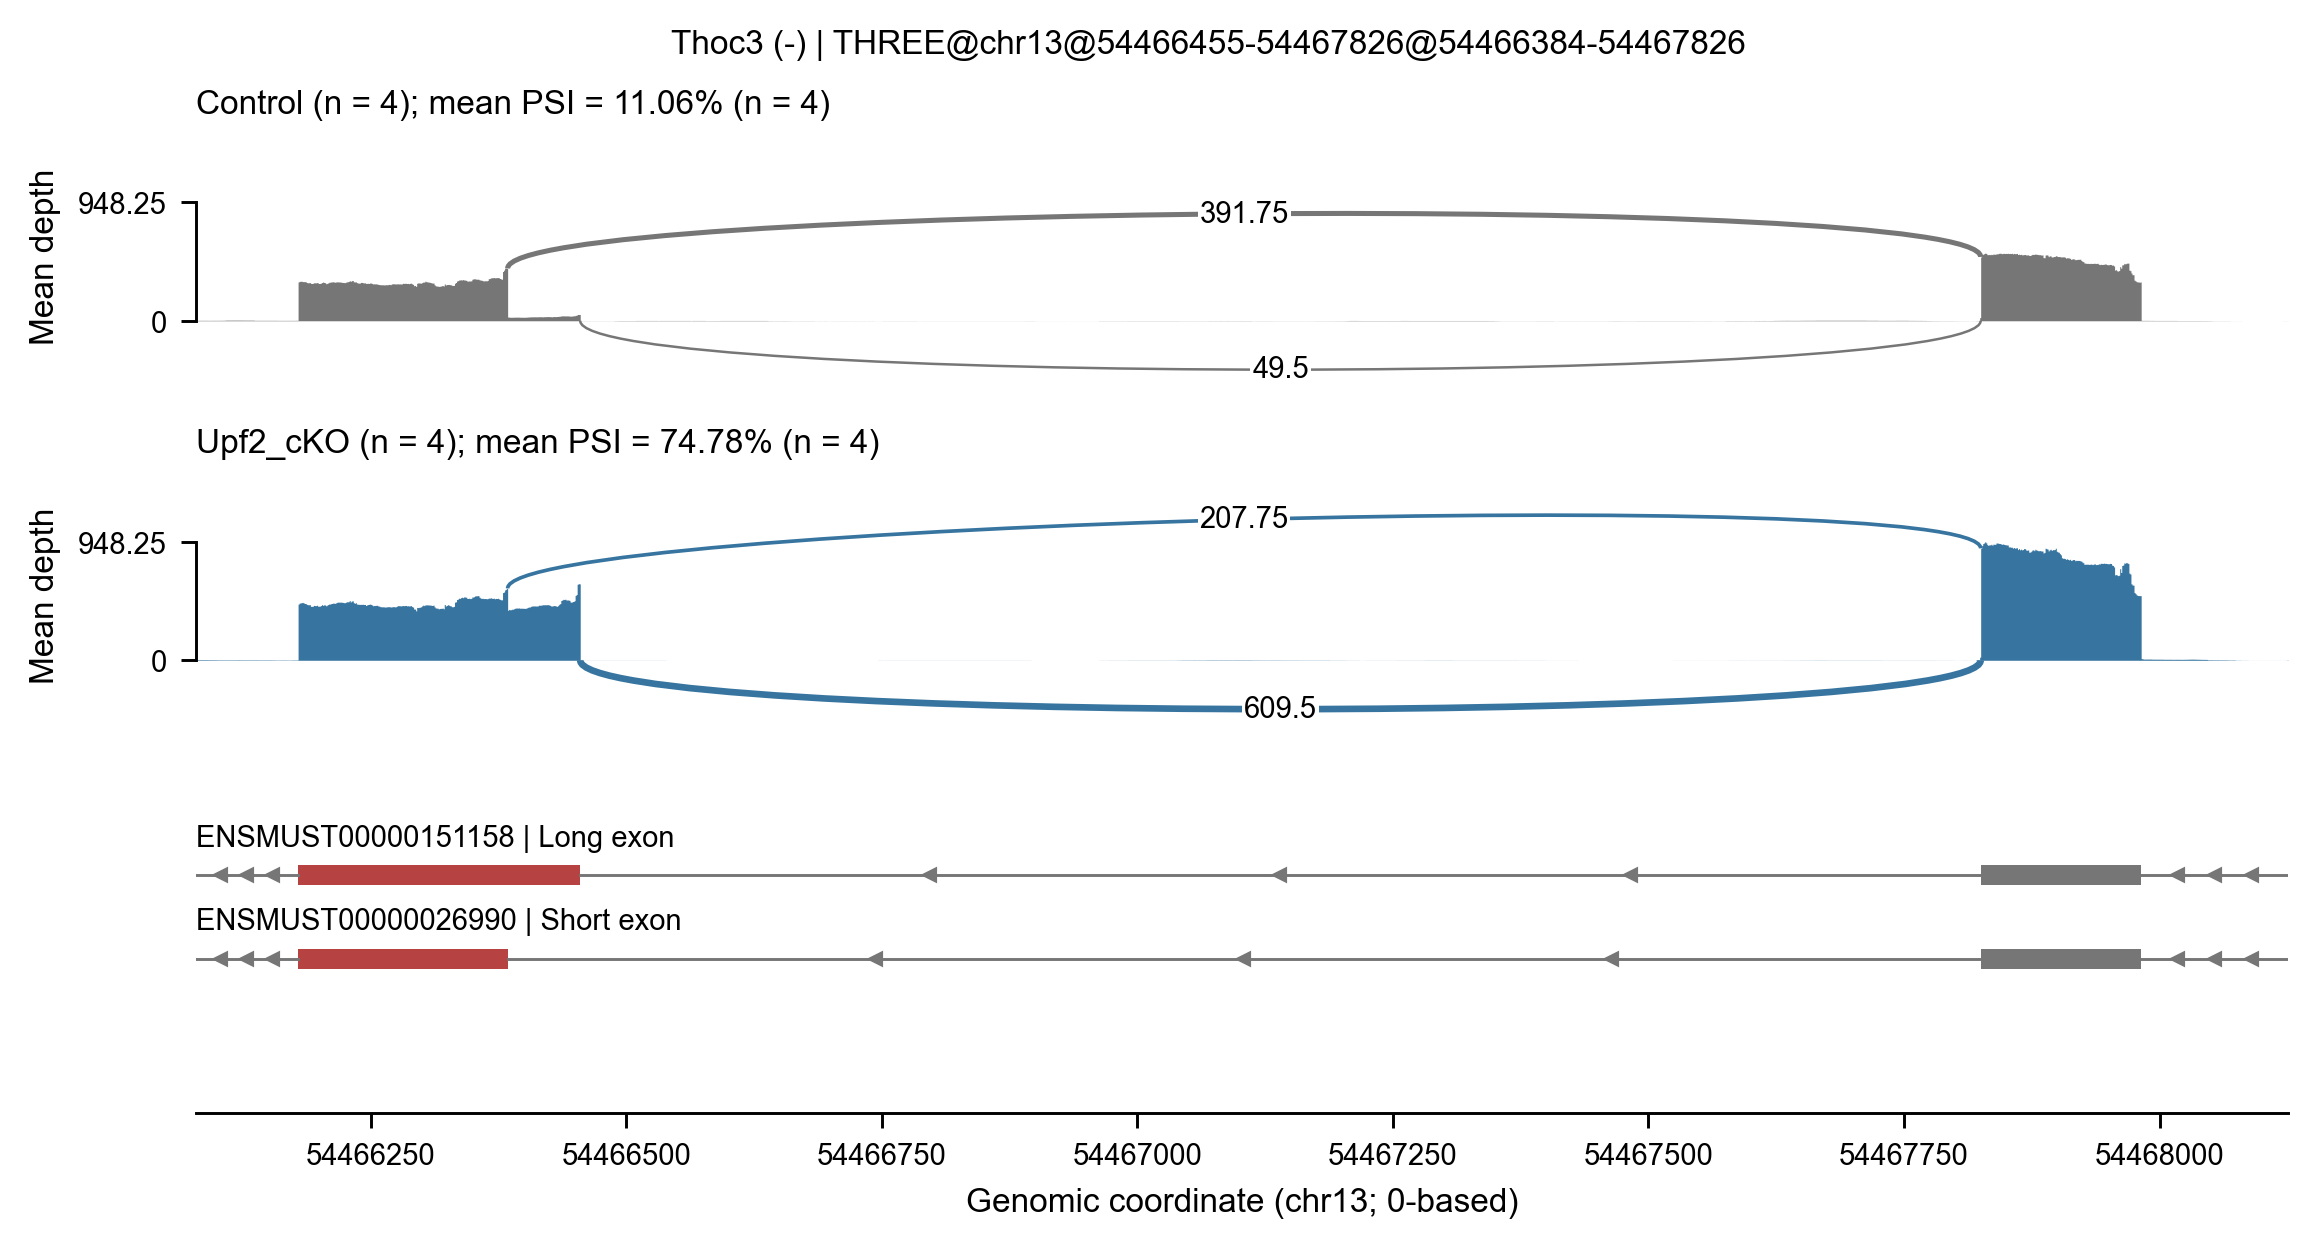 Thoc3 (-) | THREE@chr13@54466455-54467826@54466384-54467826
Control (n = 4); mean PSI = 11.06% (n = 4)
Mean depth
948.25
0
391.75
49.5
Upf2_cKO (n = 4); mean PSI = 74.78% (n = 4)
Mean depth
948.25
0
207.75
609.5
ENSMUST00000151158 | Long exon
ENSMUST00000026990 | Short exon
54466250 54466500 54466750 54467000 54467250 54467500 54467750 54468000
Genomic coordinate (chr13; 0-based)